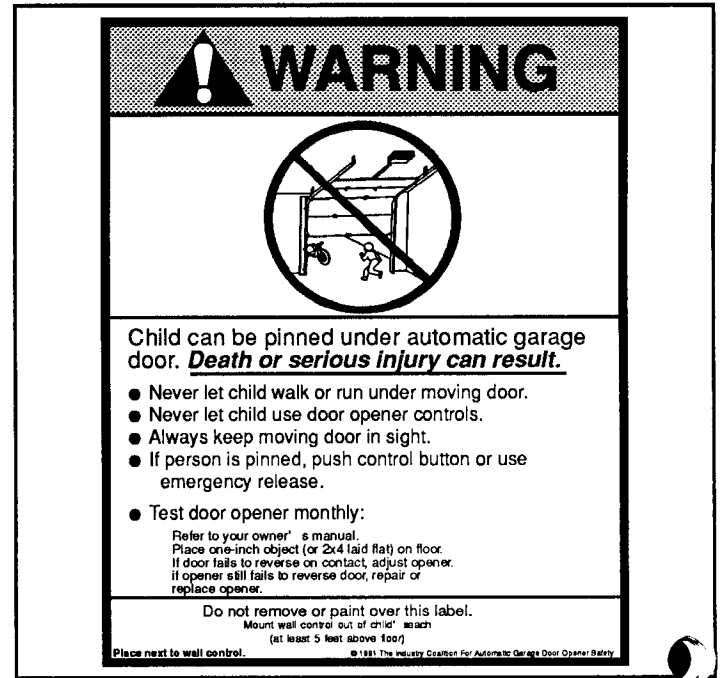 WARNING
Child can be pinned under automatic garage
door. Death or serious injury can result.
● Never let child walk or run under moving door.
● Never let child use door opener controls.
● Always keep moving door in sight.
● If person is pinned, push control button or use
emergency release.
● Test door opener monthly:
Refer to your owner' s manual.
Place one-inch object (or 2x4 laid flat) on floor.
If door fails to reverse on contact, adjust opener.
if opener still fails to reverse door, repair or
replace opener.
Do not remove or paint over this label.
Mount wall control out of child'
(at least 5 feet above floor)
Place next to wall control.
© 1991 The Industry Coalition For Automatic Garage Door Opener Safety